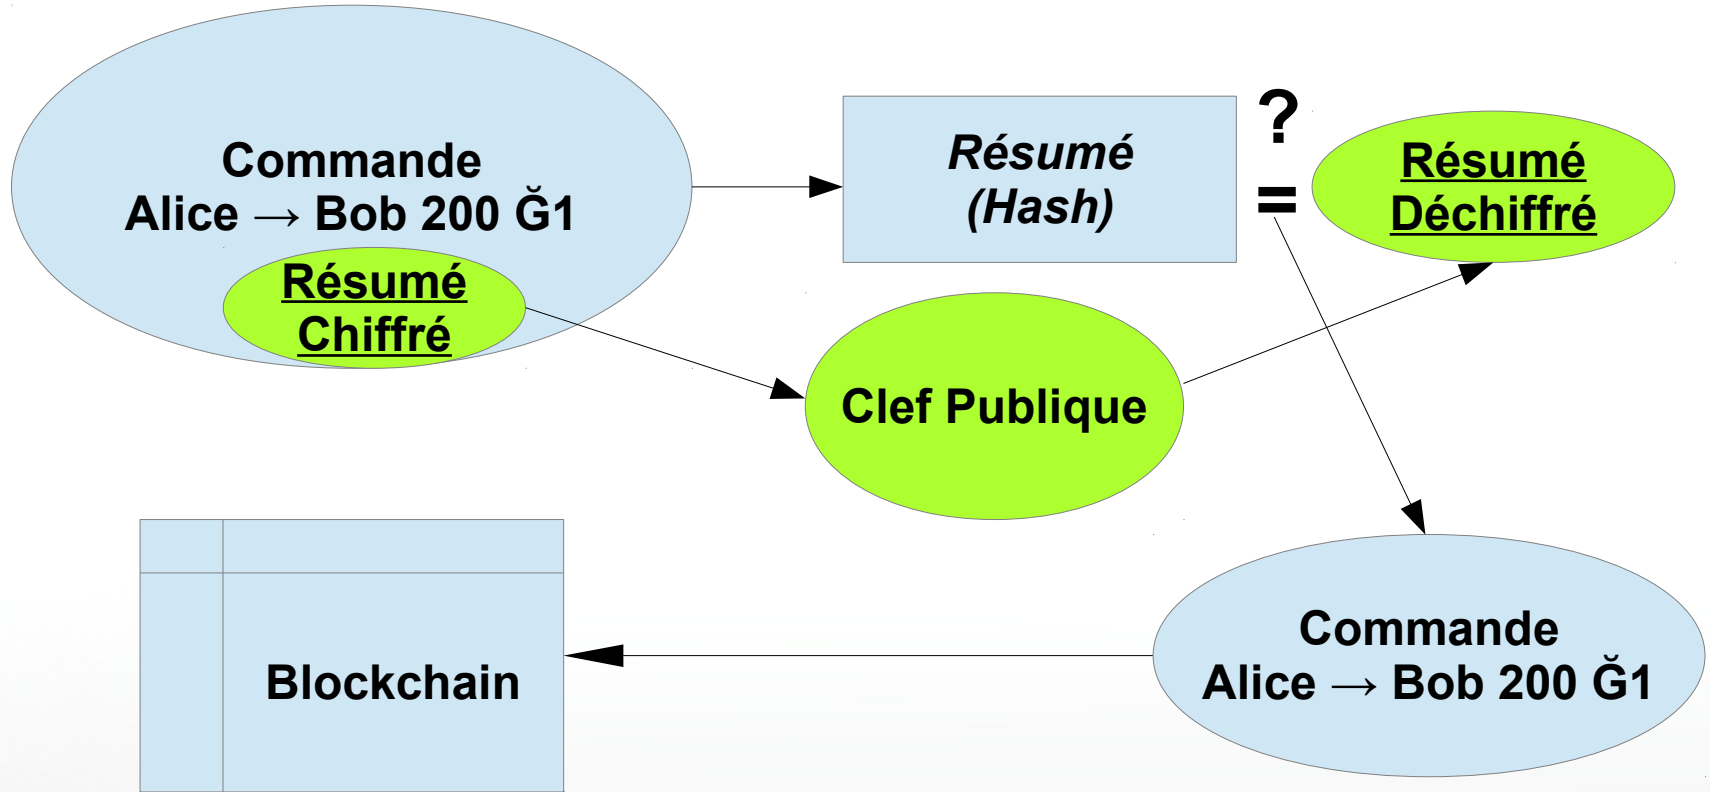 Commande
Alice → Bob 200 Ğ1
Résumé
Chiffré
Résumé
(Hash)
?
=
Résumé
Déchiffré
Clef Publique
Commande
Alice → Bob 200 Ğ1
Blockchain